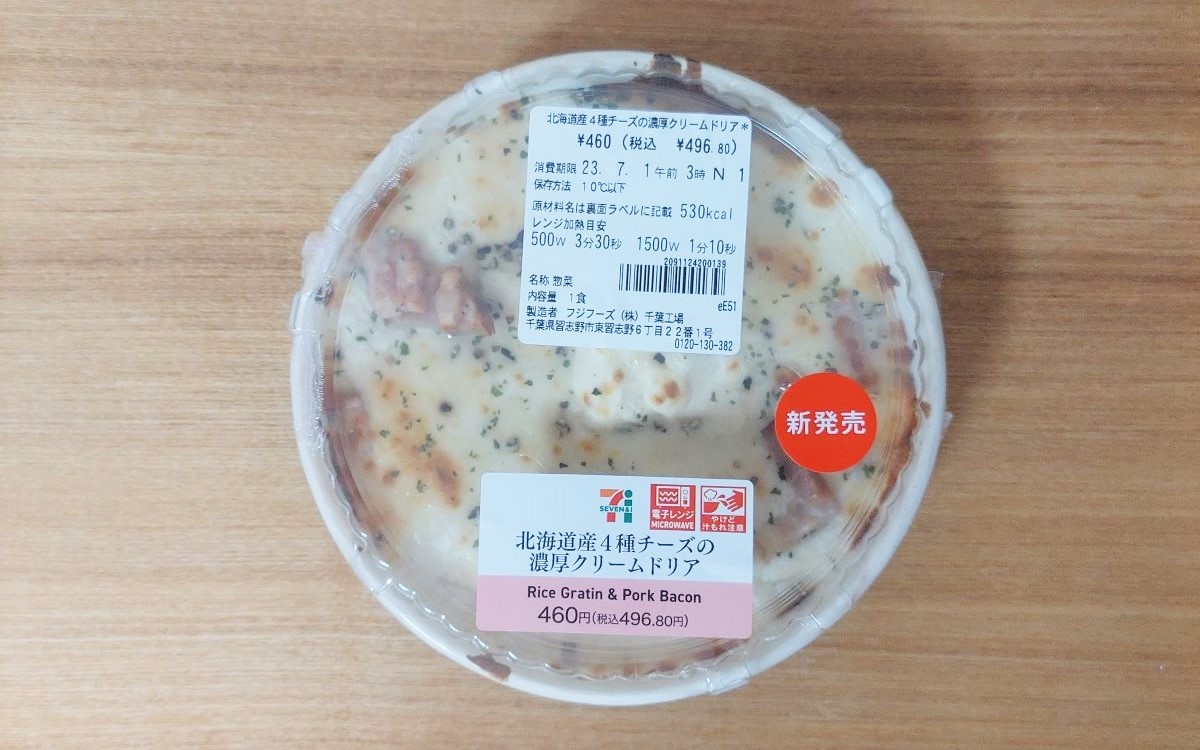 北海道産4種チーズの濃厚クリームドリア*
¥460 (税込 ¥496.80)
消費期限 23. 7. 1午前 3時 N 1
保存方法 10℃以下
原材料名は裏面ラベルに記載 530kcal
レンジ加熱目安
500W 3分30秒 1500W 1分10秒
2091124200139
名称 惣菜
内容量 1食
eE51
製造者 フジフーズ(株)千葉工場
千葉県習志野市東習志野6丁目22番1号
0120-130-382
新発売
7i
SEVEN&i
電子レンジ
MICROWAVE
やけど
汁もれ注意
北海道産4種チーズの
濃厚クリームドリア
Rice Gratin & Pork Bacon
460円(税込496.80円)